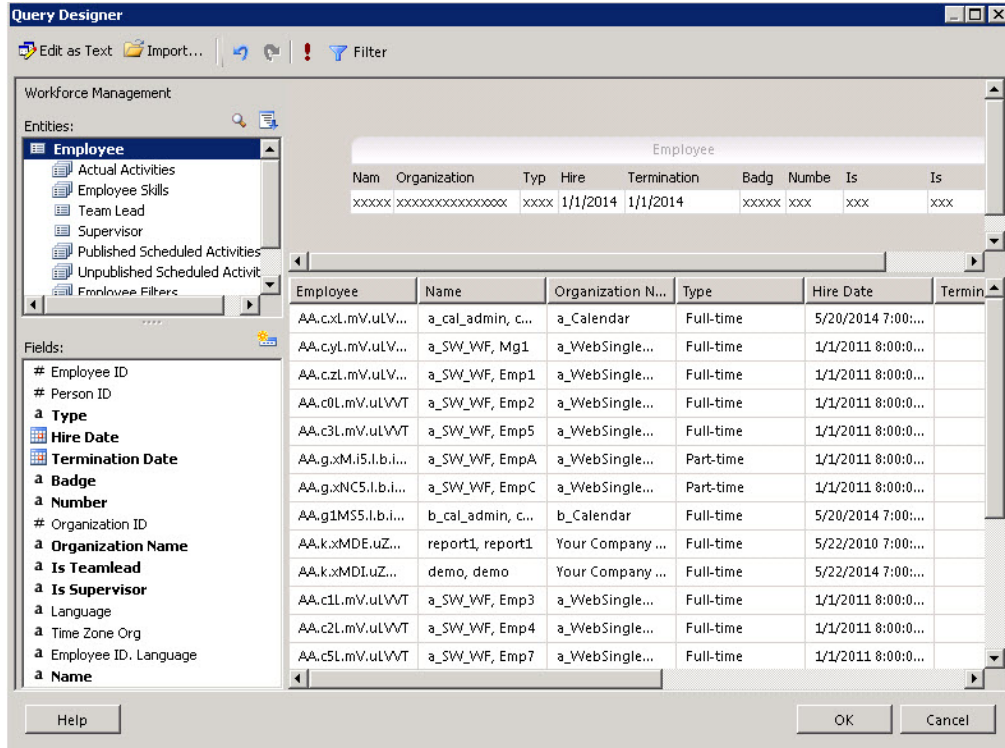 Query Designer
Edit as Text Import... Filter
Workforce Management
Entities:
Employee
Actual Activities
Employee Skills
Team Lead
Supervisor
Published Scheduled Activities
Unpublished Scheduled Activit
Employee Filters
Fields:
# Employee ID
# Person ID
a Type
Hire Date
Termination Date
a Badge
a Number
# Organization ID
a Organization Name
a Is Teamlead
a Is Supervisor
a Language
a Time Zone Org
a Employee ID. Language
a Name
Employee
Nam Organization Typ Hire Termination Badg Numbe Is Is
xxxxx xxxxxxxxxxxxxxx xxxx 1/1/2014 1/1/2014 xxxxx xxx xxx xxx
Employee Name Organization N... Type Hire Date Termin
AA.c.xL.mV.uLV... a_cal_admin, c... a_Calendar Full-time 5/20/2014 7:00:...
AA.c.yL.mV.uLV... a_SW_WF, Mg1 a_WebSingle... Full-time 1/1/2011 8:00:0...
AA.c.zL.mV.uLV... a_SW_WF, Emp1 a_WebSingle... Full-time 1/1/2011 8:00:0...
AA.c0L.mV.uLVVT a_SW_WF, Emp2 a_WebSingle... Full-time 1/1/2011 8:00:0...
AA.c3L.mV.uLVVT a_SW_WF, Emp5 a_WebSingle... Full-time 1/1/2011 8:00:0...
AA.g.xM.i5.I.b.i... a_SW_WF, EmpA a_WebSingle... Part-time 1/1/2011 8:00:0...
AA.g.xNC5.I.b.i... a_SW_WF, EmpC a_WebSingle... Part-time 1/1/2011 8:00:0...
AA.g1MS5.I.b.i... b_cal_admin, c... b_Calendar Full-time 5/20/2014 7:00:...
AA.k.xMDE.uZ... report1, report1 Your Company ... Full-time 5/22/2010 7:00:...
AA.k.xMDI.uZ... demo, demo Your Company ... Full-time 5/22/2014 7:00:...
AA.c1L.mV.uLVVT a_SW_WF, Emp3 a_WebSingle... Full-time 1/1/2011 8:00:0...
AA.c2L.mV.uLVVT a_SW_WF, Emp4 a_WebSingle... Full-time 1/1/2011 8:00:0...
AA.c5L.mV.uLVVT a_SW_WF, Emp7 a_WebSingle... Full-time 1/1/2011 8:00:0...
Help OK Cancel